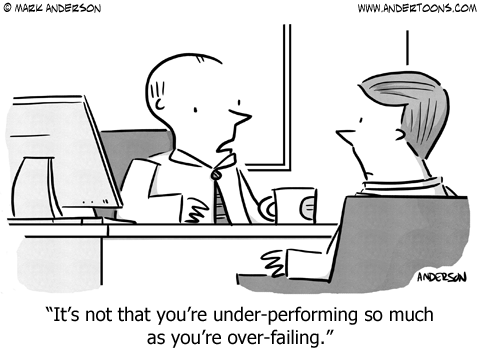 © MARK ANDERSON
WWW.ANDERTOONS.COM
ANDERSON
“It’s not that you’re under-performing so much
as you’re over-failing.”